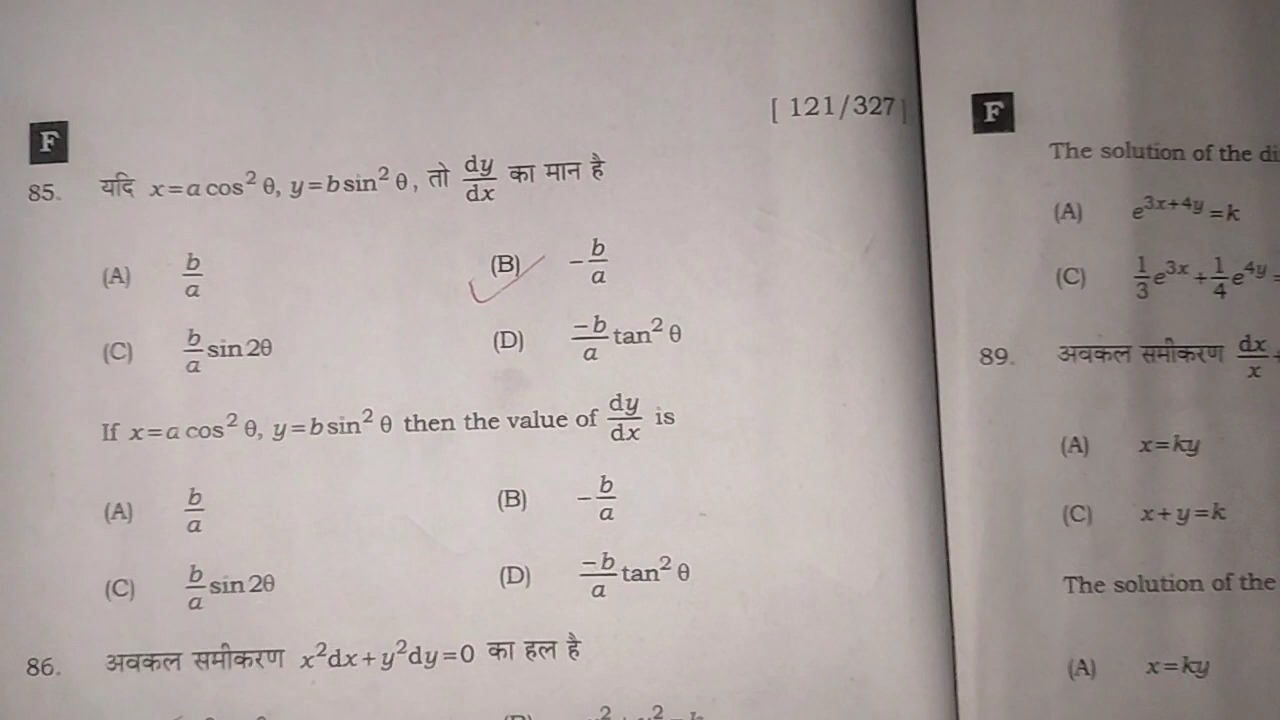 [ 121/327]
F
85. यदि x=a cos² θ, y=b sin² θ, तो dy/dx का मान है
(A) b/a (B) -b/a
(C) b/a sin 2θ (D) -b/a tan² θ
If x=a cos² θ, y=b sin² θ then the value of dy/dx is
(A) b/a (B) -b/a
(C) b/a sin 2θ (D) -b/a tan² θ
86. अवकल समीकरण x²dx+y²dy=0 का हल है
F
The solution of the di
(A) e^(3x+4y) =k
(C) 1/3 e^(3x) + 1/4 e^(4y) =
89. अवकल समीकरण dx/x
(A) x=ky
(C) x+y=k
The solution of the
(A) x=ky